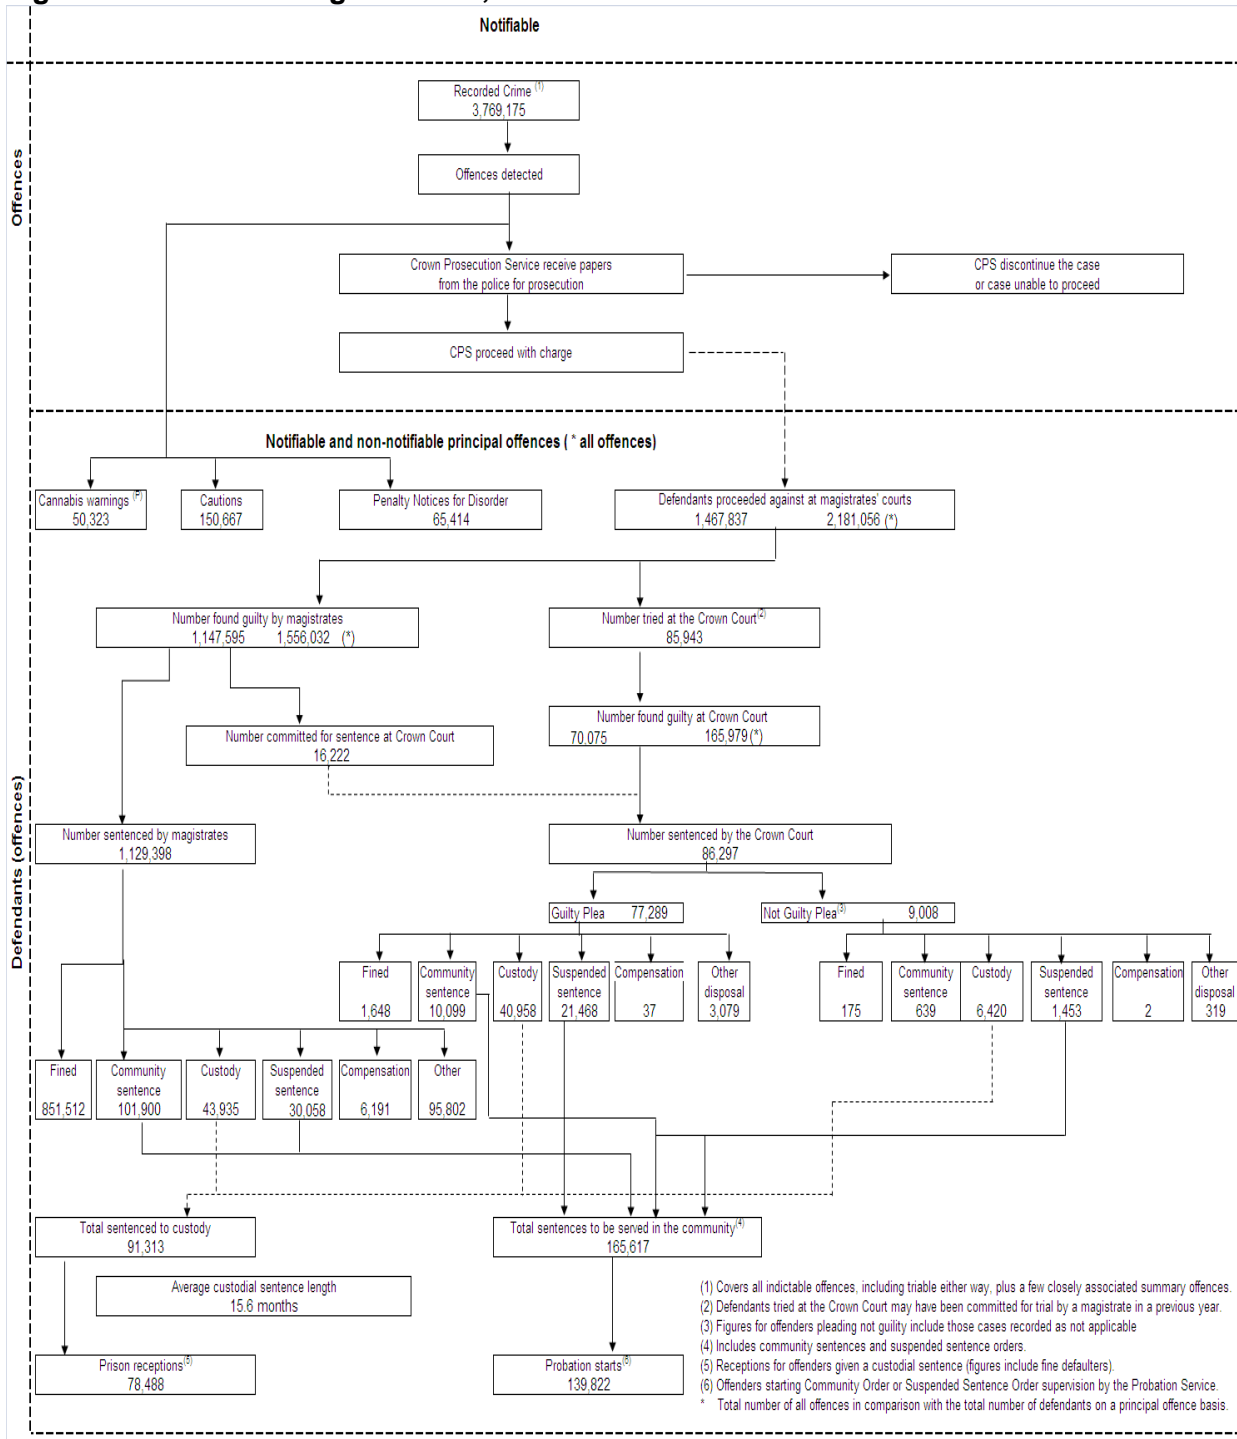 Notifiable
Offences
Recorded Crime (1)
3,769,175
Offences detected
Crown Prosecution Service receive papers
from the police for prosecution
CPS discontinue the case
or case unable to proceed
CPS proceed with charge
Defendants (offences)
Notifiable and non-notifiable principal offences ( * all offences)
Cannabis warnings (P)
50,323
Cautions
150,667
Penalty Notices for Disorder
65,414
Defendants proceeded against at magistrates' courts
1,467,837 2,181,056 (*)
Number found guilty by magistrates
1,147,595 1,556,032 (*)
Number tried at the Crown Court(2)
85,943
Number found guilty at Crown Court
70,075 165,979(*)
Number committed for sentence at Crown Court
16,222
Number sentenced by magistrates
1,129,398
Number sentenced by the Crown Court
86,297
Guilty Plea 77,289
Not Guilty Plea(3) 9,008
Fined
1,648
Community
sentence
10,099
Custody
40,958
Suspended
sentence
21,468
Compensation
37
Other
disposal
3,079
Fined
175
Community
sentence
639
Custody
6,420
Suspended
sentence
1,453
Compensation
2
Other
disposal
319
Fined
851,512
Community
sentence
101,900
Custody
43,935
Suspended
sentence
30,058
Compensation
6,191
Other
95,802
Total sentenced to custody
91,313
Total sentences to be served in the community(4)
165,617
Average custodial sentence length
15.6 months
Prison receptions(5)
78,488
Probation starts(6)
139,822
(1) Covers all indictable offences, including triable either way, plus a few closely associated summary offences.
(2) Defendants tried at the Crown Court may have been committed for trial by a magistrate in a previous year.
(3) Figures for offenders pleading not guility include those cases recorded as not applicable
(4) Includes community sentences and suspended sentence orders.
(5) Receptions for offenders given a custodial sentence (figures include fine defaulters).
(6) Offenders starting Community Order or Suspended Sentence Order supervision by the Probation Service.
* Total number of all offences in comparison with the total number of defendants on a principal offence basis.